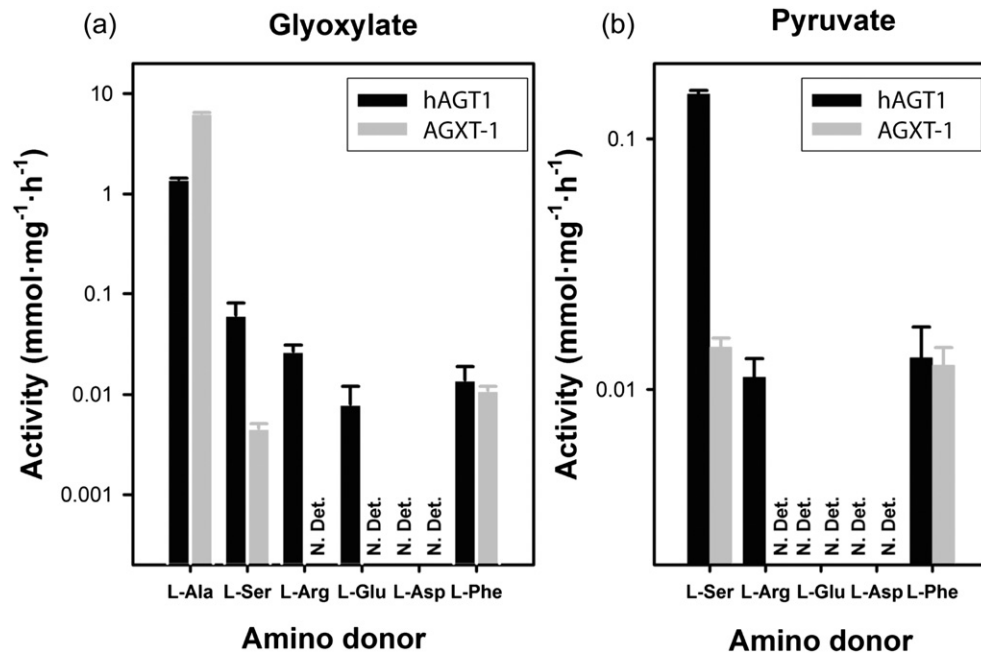 (a) Glyoxylate
hAGT1
AGXT-1
Activity (mmol·mg⁻¹·h⁻¹)
10
1
0.1
0.01
0.001
N. Det.
N. Det.
N. Det.
N. Det.
L-Ala L-Ser L-Arg L-Glu L-Asp L-Phe
Amino donor
(b) Pyruvate
hAGT1
AGXT-1
Activity (mmol·mg⁻¹·h⁻¹)
0.1
0.01
N. Det.
N. Det.
N. Det.
N. Det.
N. Det.
L-Ser L-Arg L-Glu L-Asp L-Phe
Amino donor